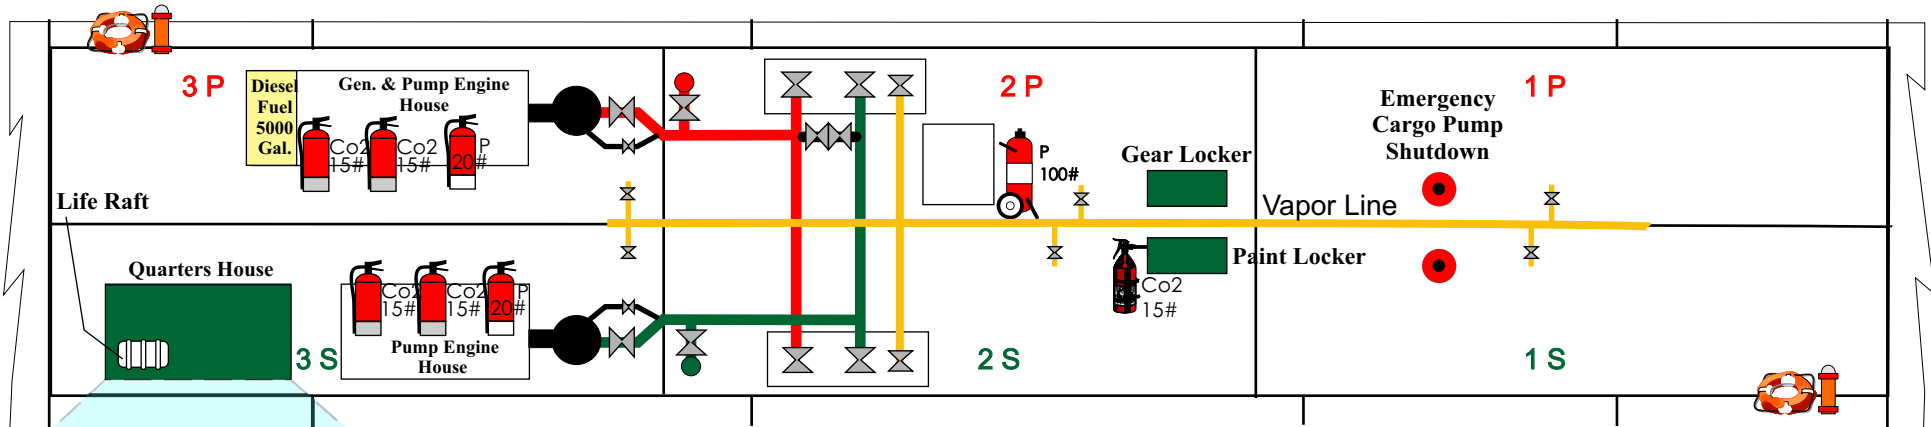 3 P
Diesel
Fuel
5000
Gal.
Gen. & Pump Engine
House
Co2
15#
Co2
15#
P
20#
2 P
P
100#
Gear Locker
1 P
Emergency
Cargo Pump
Shutdown
Life Raft
Vapor Line
Quarters House
Paint Locker
Co2
15#
Co2
15#
P
20#
Co2
15#
3 S
Pump Engine
House
2 S
1 S